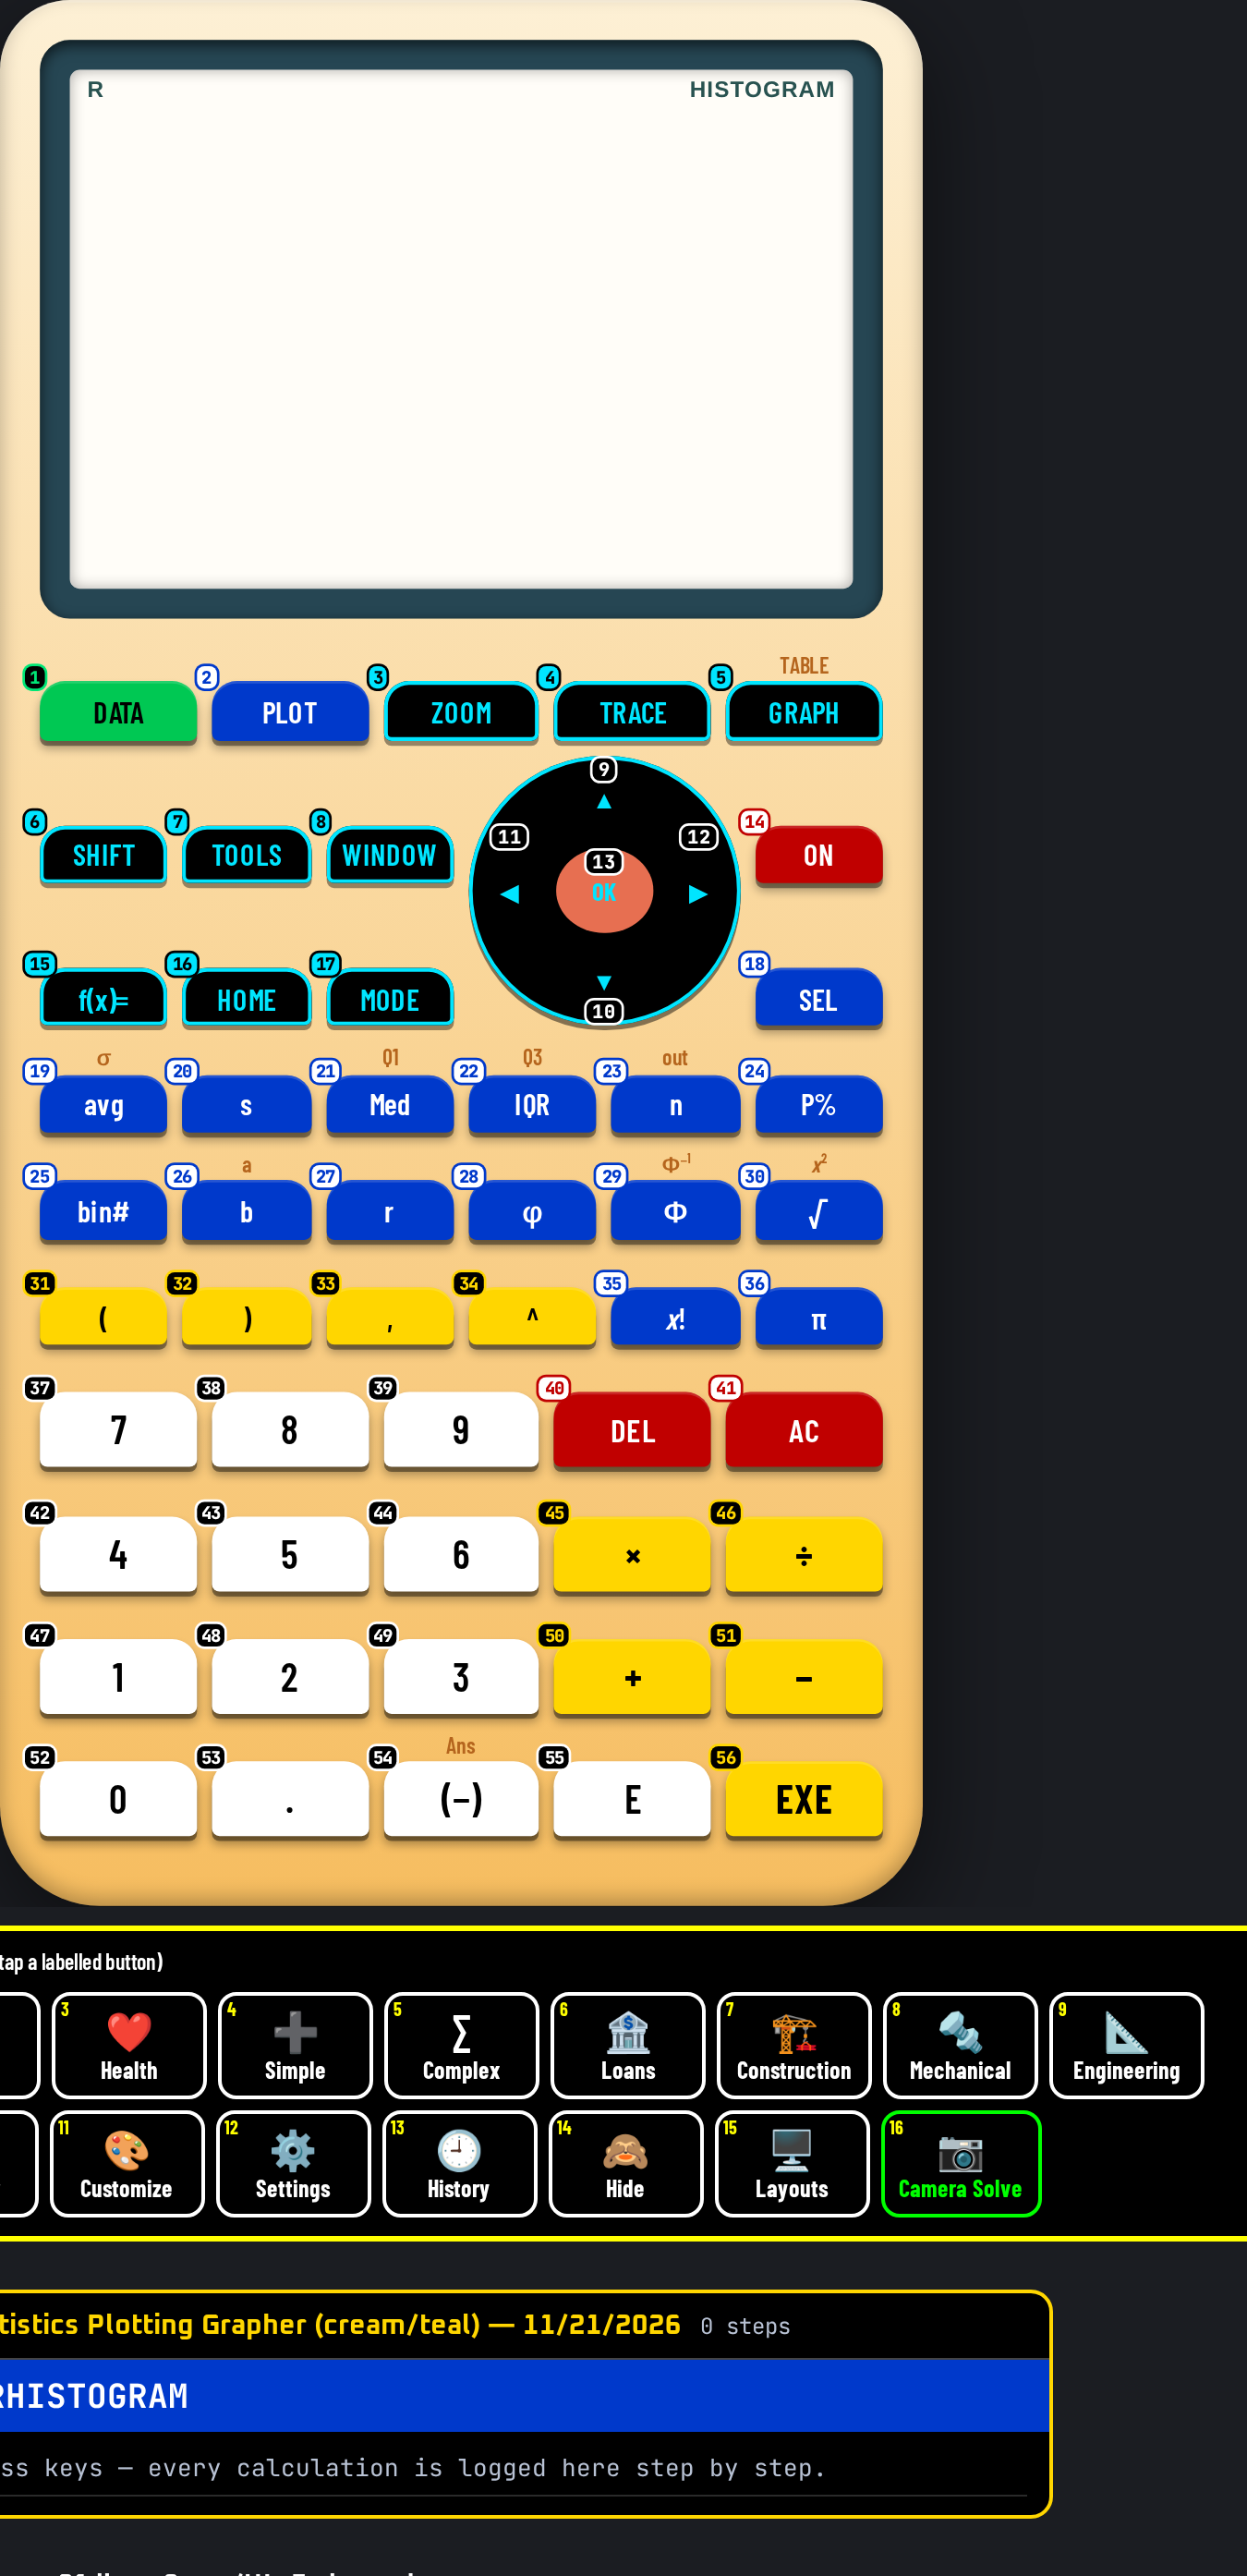 R HISTOGRAM
TABLE
1 DATA 2 PLOT 3 ZOOM 4 TRACE 5 GRAPH
9
6 SHIFT 7 TOOLS 8 WINDOW 11 ◀ ▲ 13 OK 12 ▶ 14 ON
15 f(x)= 16 HOME 17 MODE ▼ 10 18 SEL
σ Q1 Q3 out
19 avg 20 s 21 Med 22 IQR 23 n 24 P%
a Φ⁻¹ x²
25 bin# 26 b 27 r 28 φ 29 Φ 30 √
31 ( 32 ) 33 , 34 ^ 35 x! 36 π
37 7 38 8 39 9 40 DEL 41 AC
42 4 43 5 44 6 45 × 46 ÷
47 1 48 2 49 3 50 + 51 −
Ans
52 0 53 . 54 (−) 55 E 56 EXE
tap a labelled button)
3 Health 4 Simple 5 ∑ Complex 6 Loans 7 Construction 8 Mechanical 9 Engineering
11 Customize 12 Settings 13 History 14 Hide 15 Layouts 16 Camera Solve
tistics Plotting Grapher (cream/teal) — 11/21/2026 0 steps
RHISTOGRAM
ss keys — every calculation is logged here step by step.